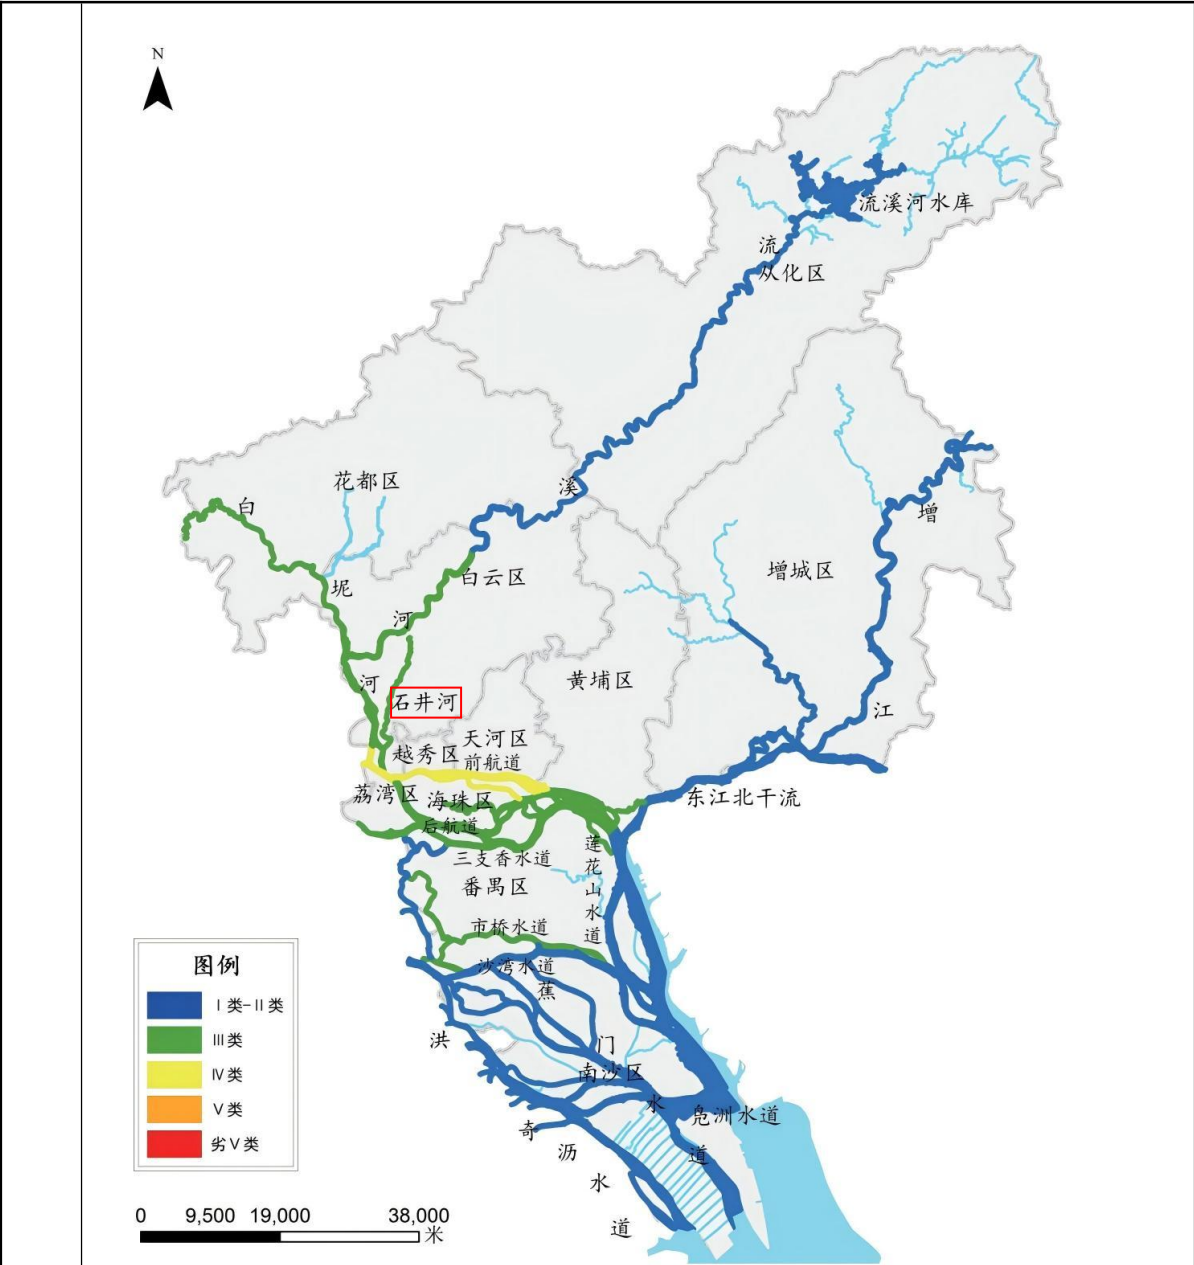 N
流溪河水库
流
从化区
花都区
溪
白
增
坭
白云区
增城区
河
河
石井河
黄埔区
江
越秀区
天河区
前航道
荔湾区
海珠区
东江北干流
后航道
三支香水道
莲花山水道
番禺区
市桥水道
沙湾水道
蕉
洪
门
南沙区
水
凫洲水道
奇
道
沥
水
道
图例
Ⅰ类-Ⅱ类
Ⅲ类
Ⅳ类
Ⅴ类
劣Ⅴ类
0 9,500 19,000 38,000
米